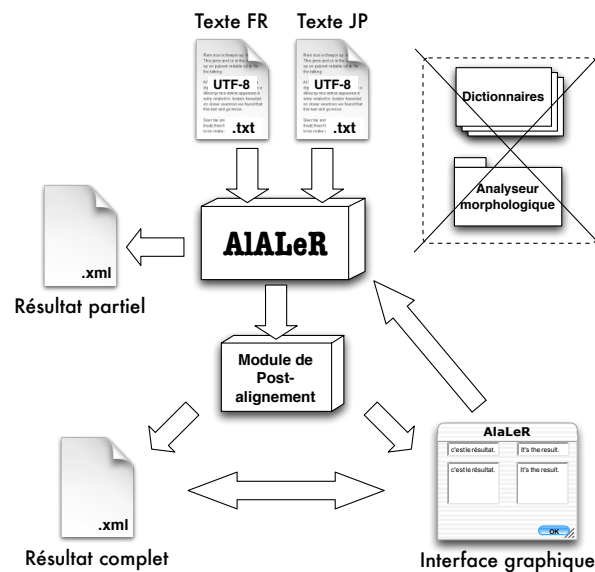 Texte FR
Texte JP
UTF-8
.txt
UTF-8
.txt
Dictionnaires
Analyseur
morphologique
AlALeR
.xml
Résultat partiel
Module de
Post-
alignement
.xml
Résultat complet
AlaLeR
c'est le résultat.
It's the result.
c'est le résultat.
It's the result.
OK
Interface graphique